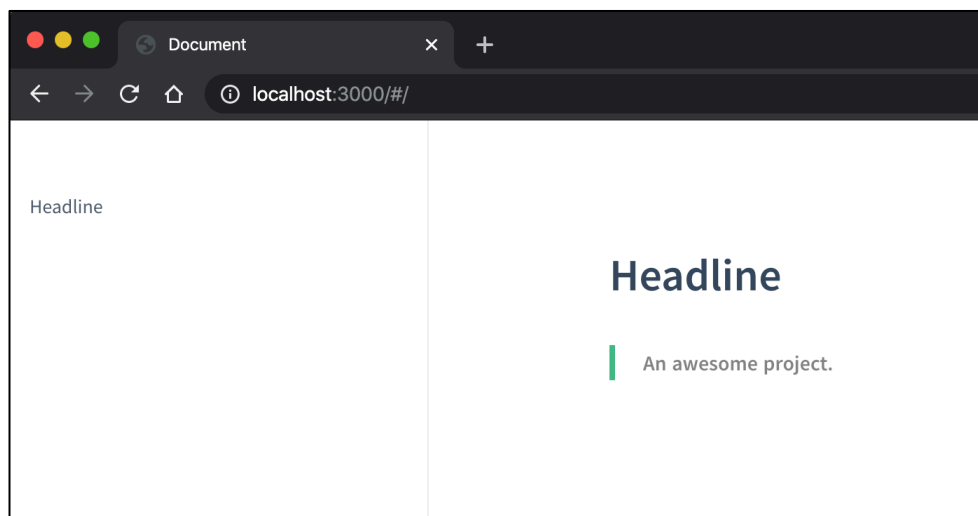 Document
localhost:3000/#/
Headline
Headline
An awesome project.